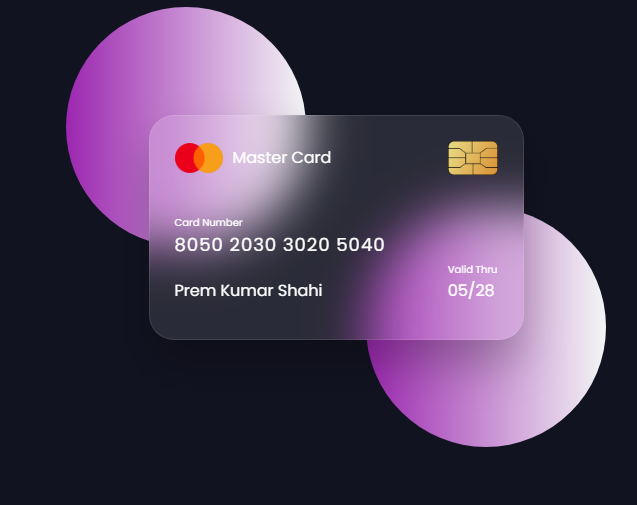 Master Card
Card Number
8050 2030 3020 5040
Valid Thru
Prem Kumar Shahi
05/28